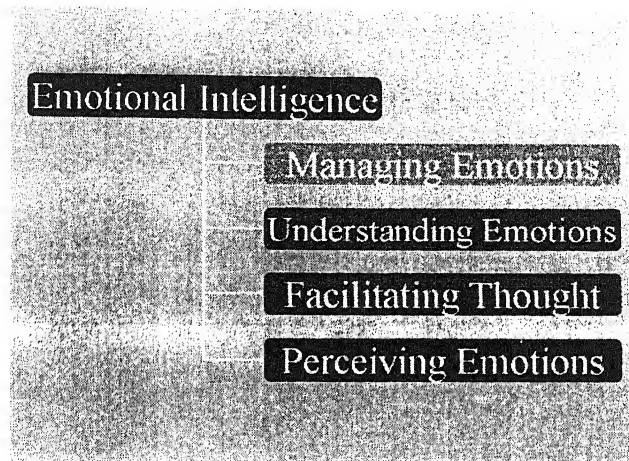 Emotional Intelligence
Managing Emotions
Understanding Emotions
Facilitating Thought
Perceiving Emotions